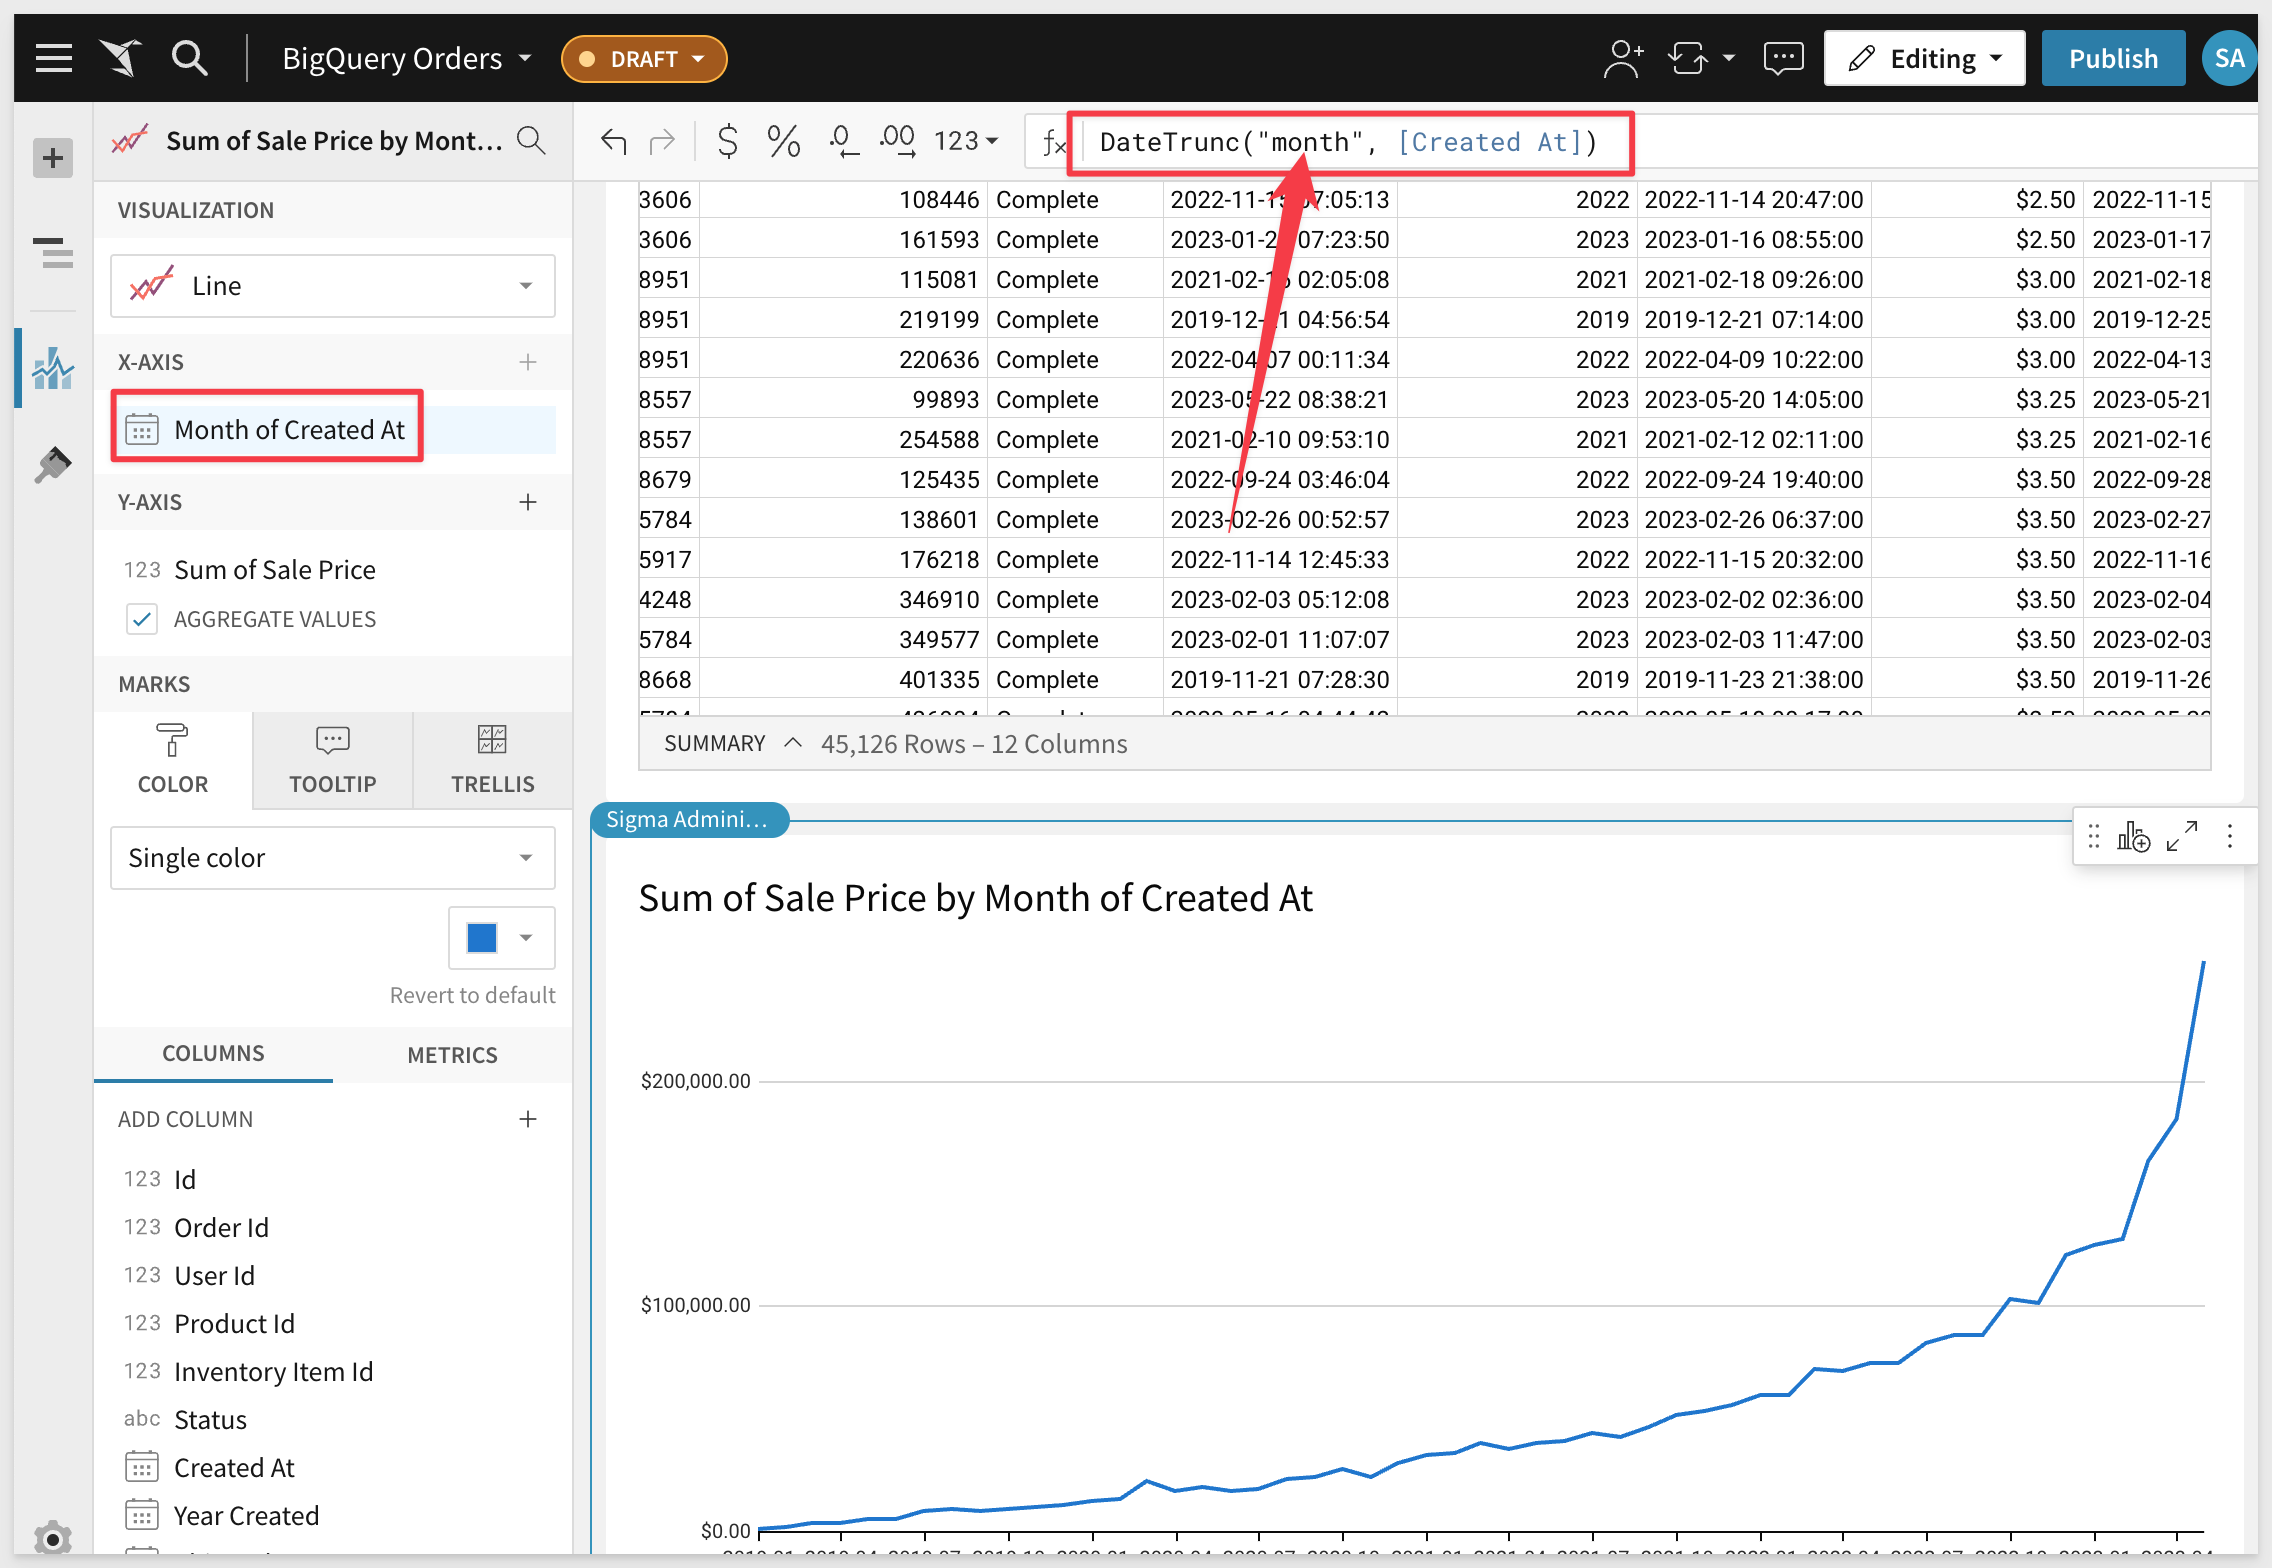 BigQuery Orders
DRAFT
Editing
Publish
SA
Sum of Sale Price by Mont...
$ % .0 .00 123
fx DateTrunc("month", [Created At])
VISUALIZATION
Line
X-AXIS
Month of Created At
Y-AXIS
123 Sum of Sale Price
AGGREGATE VALUES
MARKS
COLOR
TOOLTIP
TRELLIS
Single color
Revert to default
COLUMNS
METRICS
ADD COLUMN
123 Id
123 Order Id
123 User Id
123 Product Id
123 Inventory Item Id
abc Status
Created At
Year Created
3606 108446 Complete 2022-11-15 07:05:13 2022 2022-11-14 20:47:00 $2.50 2022-11-15
3606 161593 Complete 07:23:50 2023 2023-01-16 08:55:00 $2.50 2023-01-17
8951 115081 Complete 02:05:08 2021 2021-02-18 09:26:00 $3.00 2021-02-18
8951 219199 Complete 04:56:54 2019 2019-12-21 07:14:00 $3.00 2019-12-25
8951 220636 Complete 2022-04-07 00:11:34 2022 2022-04-09 10:22:00 $3.00 2022-04-13
8557 99893 Complete 2023-05-22 08:38:21 2023 2023-05-20 14:05:00 $3.25 2023-05-21
8557 254588 Complete 2021-02-10 09:53:10 2021 2021-02-12 02:11:00 $3.25 2021-02-16
8679 125435 Complete 2022-09-24 03:46:04 2022 2022-09-24 19:40:00 $3.50 2022-09-28
5784 138601 Complete 2023-02-26 00:52:57 2023 2023-02-26 06:37:00 $3.50 2023-02-27
5917 176218 Complete 2022-11-14 12:45:33 2022 2022-11-15 20:32:00 $3.50 2022-11-16
4248 346910 Complete 2023-02-03 05:12:08 2023 2023-02-02 02:36:00 $3.50 2023-02-04
5784 349577 Complete 2023-02-01 11:07:07 2023 2023-02-03 11:47:00 $3.50 2023-02-03
8668 401335 Complete 2019-11-21 07:28:30 2019 2019-11-23 21:38:00 $3.50 2019-11-26
SUMMARY 45,126 Rows – 12 Columns
Sigma Admini...
Sum of Sale Price by Month of Created At
$200,000.00
$100,000.00
$0.00